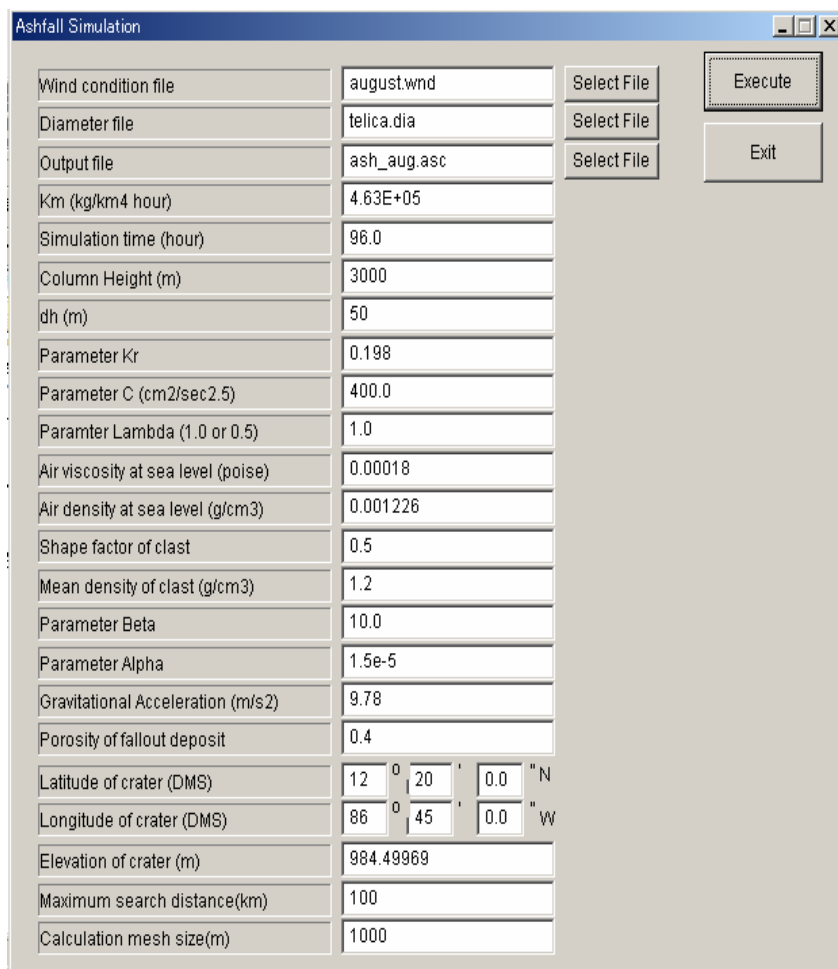 Ashfall Simulation
Wind condition file august.wnd Select File Execute
Diameter file telica.dia Select File
Output file ash_aug.asc Select File Exit
Km (kg/km4 hour) 4.63E+05
Simulation time (hour) 96.0
Column Height (m) 3000
dh (m) 50
Parameter Kr 0.198
Parameter C (cm2/sec2.5) 400.0
Paramter Lambda (1.0 or 0.5) 1.0
Air viscosity at sea level (poise) 0.00018
Air density at sea level (g/cm3) 0.001226
Shape factor of clast 0.5
Mean density of clast (g/cm3) 1.2
Parameter Beta 10.0
Parameter Alpha 1.5e-5
Gravitational Acceleration (m/s2) 9.78
Porosity of fallout deposit 0.4
Latitude of crater (DMS) 12 o 20 ' 0.0 " N
Longitude of crater (DMS) 86 o 45 ' 0.0 " W
Elevation of crater (m) 984.49969
Maximum search distance(km) 100
Calculation mesh size(m) 1000